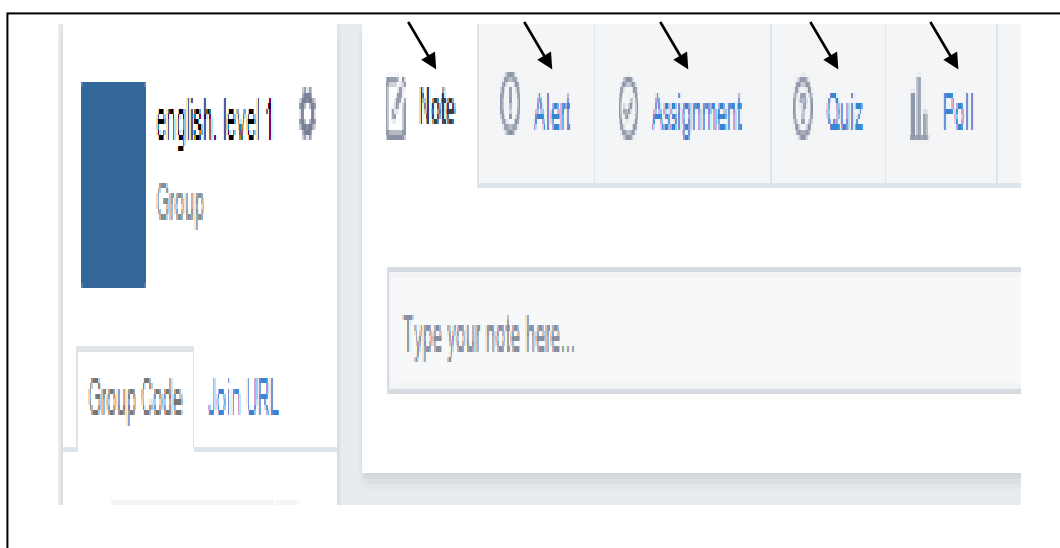 english. level 1
Group
Group Code Join URL
Note Alert Assignment Quiz Poll
Type your note here...